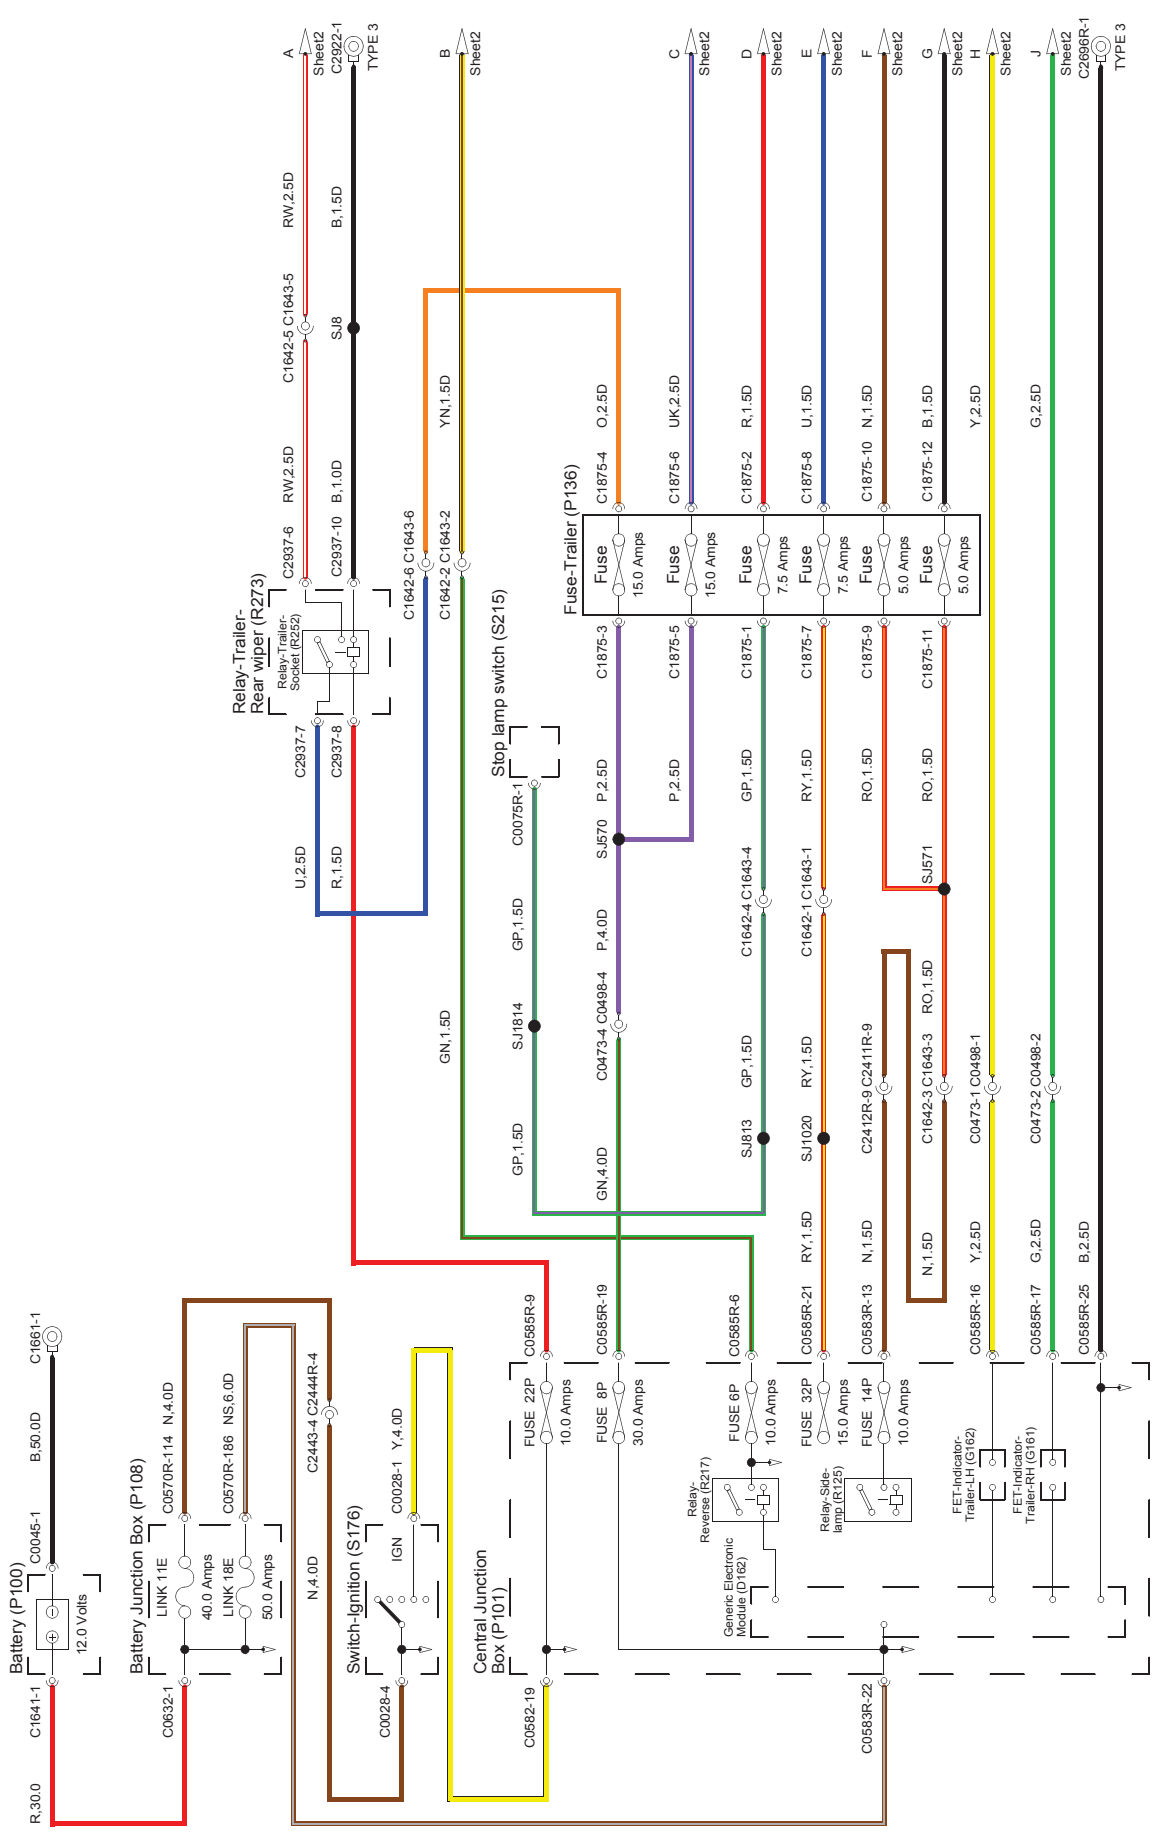 A
Sheet2
C2922-1
TYPE 3
B
Sheet2
C
Sheet2
D
Sheet2
E
Sheet2
F
Sheet2
G
Sheet2
H
Sheet2
J
Sheet2
C2696R-1
TYPE 3
RW,2.5D
B,1.5D
C1642-5 C1643-5
SJ8
RW,2.5D
B,1.0D
YN,1.5D
O,2.5D
UK,2.5D
R,1.5D
U,1.5D
N,1.5D
B,1.5D
Y,2.5D
G,2.5D
C2937-6
C2937-10
C1642-6 C1643-6
C1642-2 C1643-2
Fuse-Trailer (P136)
C1875-4
C1875-6
C1875-2
C1875-8
C1875-10
C1875-12
Fuse
15.0 Amps
Fuse
15.0 Amps
Fuse
7.5 Amps
Fuse
7.5 Amps
Fuse
5.0 Amps
Fuse
5.0 Amps
C1875-3
C1875-5
C1875-1
C1875-7
C1875-9
C1875-11
Relay-Trailer-
Rear wiper (R273)
Relay-Trailer-
Socket (R252)
C2937-7
C2937-8
U,2.5D
R,1.5D
Stop lamp switch (S215)
C0075R-1
GP,1.5D
SJ1814
GP,1.5D
P,2.5D
P,2.5D
GP,1.5D
RY,1.5D
RO,1.5D
RO,1.5D
SJ570
P,4.0D
C0473-4 C0498-4
GN,4.0D
C1642-4 C1643-4
C1642-1 C1643-1
SJ571
GN,1.5D
GP,1.5D
RY,1.5D
SJ813
SJ1020
RY,1.5D
C2412R-9 C2411R-9
RO,1.5D
C1642-3 C1643-3
C0473-1 C0498-1
C0473-2 C0498-2
N,1.5D
N,1.5D
Y,2.5D
G,2.5D
B,2.5D
C0585R-9
C0585R-19
C0585R-6
C0585R-21
C0583R-13
C0585R-16
C0585R-17
C0585R-25
C1661-1
B,50.0D
C0045-1
Battery (P100)
12.0 Volts
C1641-1
R,30.0
C0570R-114 N,4.0D
C0570R-186 NS,6.0D
Battery Junction Box (P108)
LINK 11E
40.0 Amps
LINK 18E
50.0 Amps
C0632-1
C2443-4 C2444R-4
N,4.0D
C0028-1 Y,4.0D
Switch-Ignition (S176)
IGN
C0028-4
Central Junction
Box (P101)
C0582-19
C0583R-22
FUSE 22P
10.0 Amps
FUSE 8P
30.0 Amps
FUSE 6P
10.0 Amps
FUSE 32P
15.0 Amps
FUSE 14P
10.0 Amps
Relay-
Reverse (R217)
Relay-Side-
lamp (R125)
FET-Indicator-
Trailer-LH (G162)
FET-Indicator-
Trailer-RH (G161)
Generic Electronic
Module (D162)